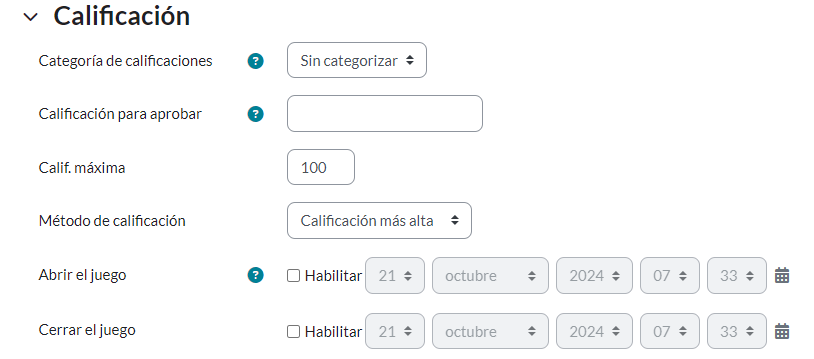 Calificación
Categoría de calificaciones ? Sin categorizar
Calificación para aprobar ?
Calif. máxima 100
Método de calificación Calificación más alta
Abrir el juego ? Habilitar 21 octubre 2024 07 33
Cerrar el juego Habilitar 21 octubre 2024 07 33